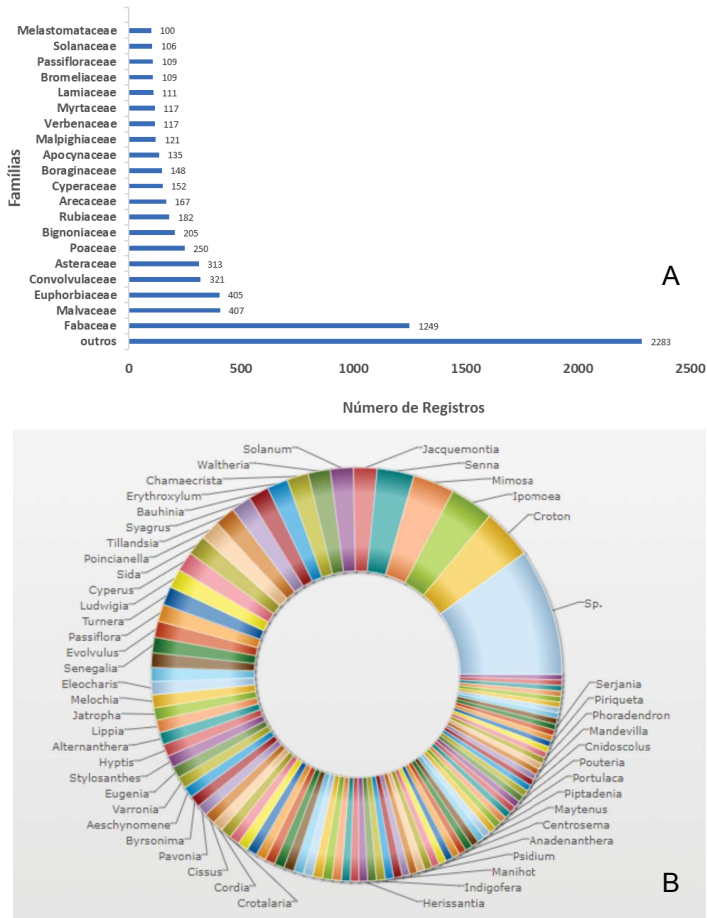 Famílias
Melastomataceae 100
Solanaceae 106
Passifloraceae 109
Bromeliaceae 109
Lamiaceae 111
Myrtaceae 117
Verbenaceae 117
Malpighiaceae 121
Apocynaceae 135
Boraginaceae 148
Cyperaceae 152
Arecaceae 167
Rubiaceae 182
Bignoniaceae 205
Poaceae 250
Asteraceae 313
Convolvulaceae 321
Euphorbiaceae 405
Malvaceae 407
Fabaceae 1249
outros 2283
0 500 1000 1500 2000 2500
Número de Registros
A
Solanum
Waltheria
Chamaecrista
Erythroxylum
Bauhinia
Syagrus
Tillandsia
Poincianella
Sida
Cyperus
Ludwigia
Turnera
Passiflora
Evolvulus
Senegalia
Eleocharis
Melochia
Jatropha
Lippia
Alternanthera
Hyptis
Stylosanthes
Eugenia
Varronia
Aeschynomene
Byrsonima
Pavonia
Cissus
Cordia
Crotalaria
Jacquemontia
Senna
Mimosa
Ipomoea
Croton
Sp.
Serjania
Piriqueta
Phoradendron
Mandevilla
Cnidoscolus
Pouteria
Portulaca
Piptadenia
Maytenus
Centrosema
Anadenanthera
Psidium
Manihot
Indigofera
Herissantia
B